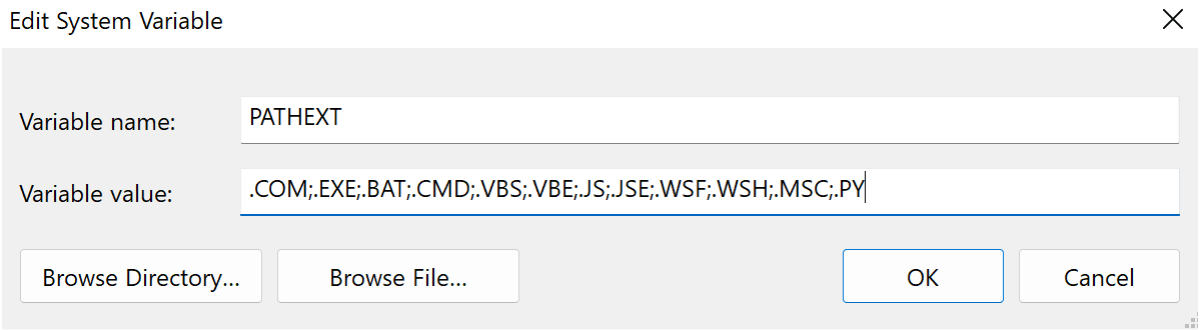 Edit System Variable
Variable name: PATHEXT
Variable value: .COM;.EXE;.BAT;.CMD;.VBS;.VBE;.JS;.JSE;.WSF;.WSH;.MSC;.PY
Browse Directory... Browse File... OK Cancel